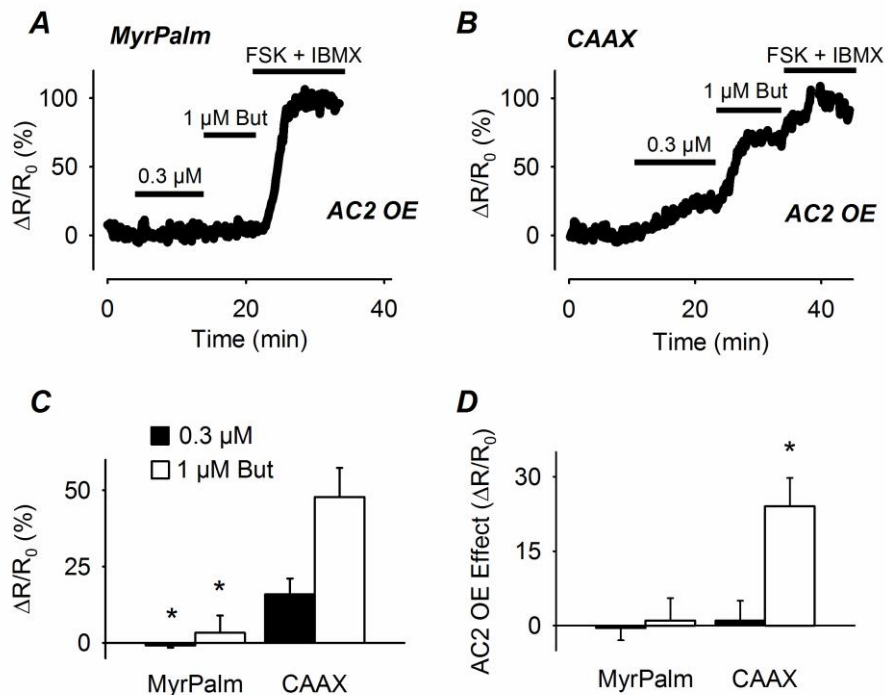 A
MyrPalm
FSK + IBMX
1 μM But
0.3 μM
AC2 OE
ΔR/R0 (%)
100
50
0
0 20 40
Time (min)
B
CAAX
FSK + IBMX
1 μM But
0.3 μM
AC2 OE
ΔR/R0 (%)
100
50
0
0 20 40
Time (min)
C
0.3 μM
1 μM But
ΔR/R0 (%)
50
25
0
* *
MyrPalm CAAX
D
AC2 OE Effect (ΔR/R0)
30
15
0
*
MyrPalm CAAX